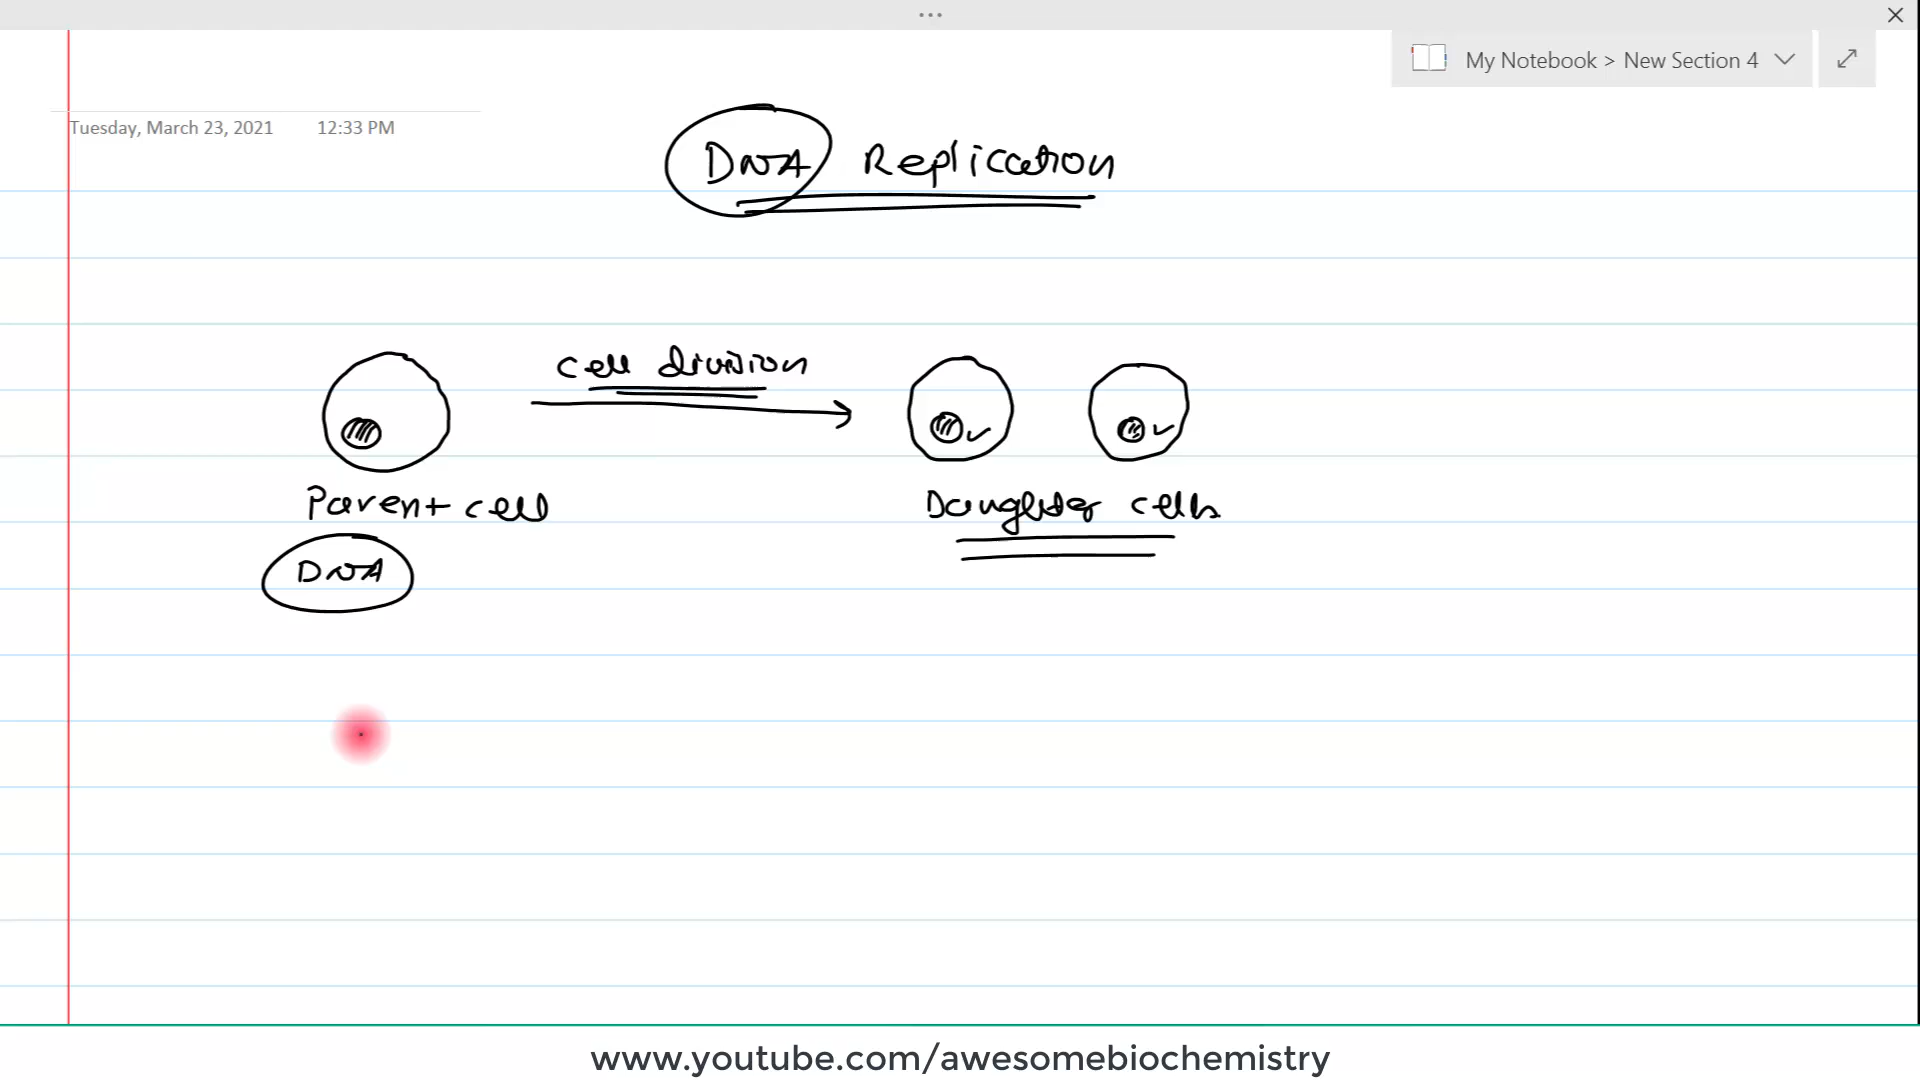 ...
My Notebook > New Section 4
Tuesday, March 23, 2021 12:33 PM
DNA Replication
cell division
Parent cell
Daughter cells
DNA
www.youtube.com/awesomebiochemistry